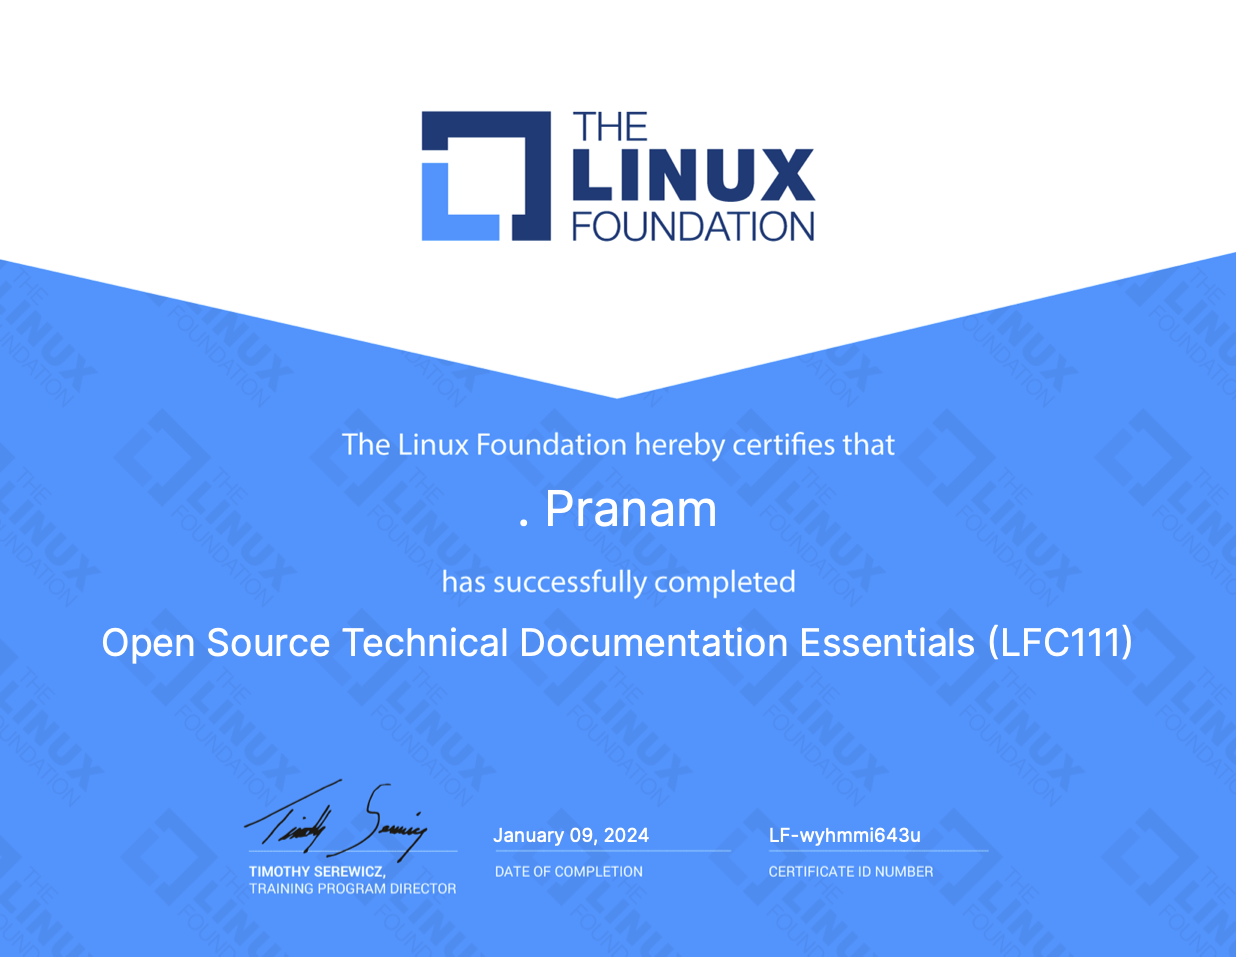 THE
LINUX
FOUNDATION
The Linux Foundation hereby certifies that
. Pranam
has successfully completed
Open Source Technical Documentation Essentials (LFC111)
Timothy Serewicz
January 09, 2024
LF-wyhmmi643u
TIMOTHY SEREWICZ,
TRAINING PROGRAM DIRECTOR
DATE OF COMPLETION
CERTIFICATE ID NUMBER